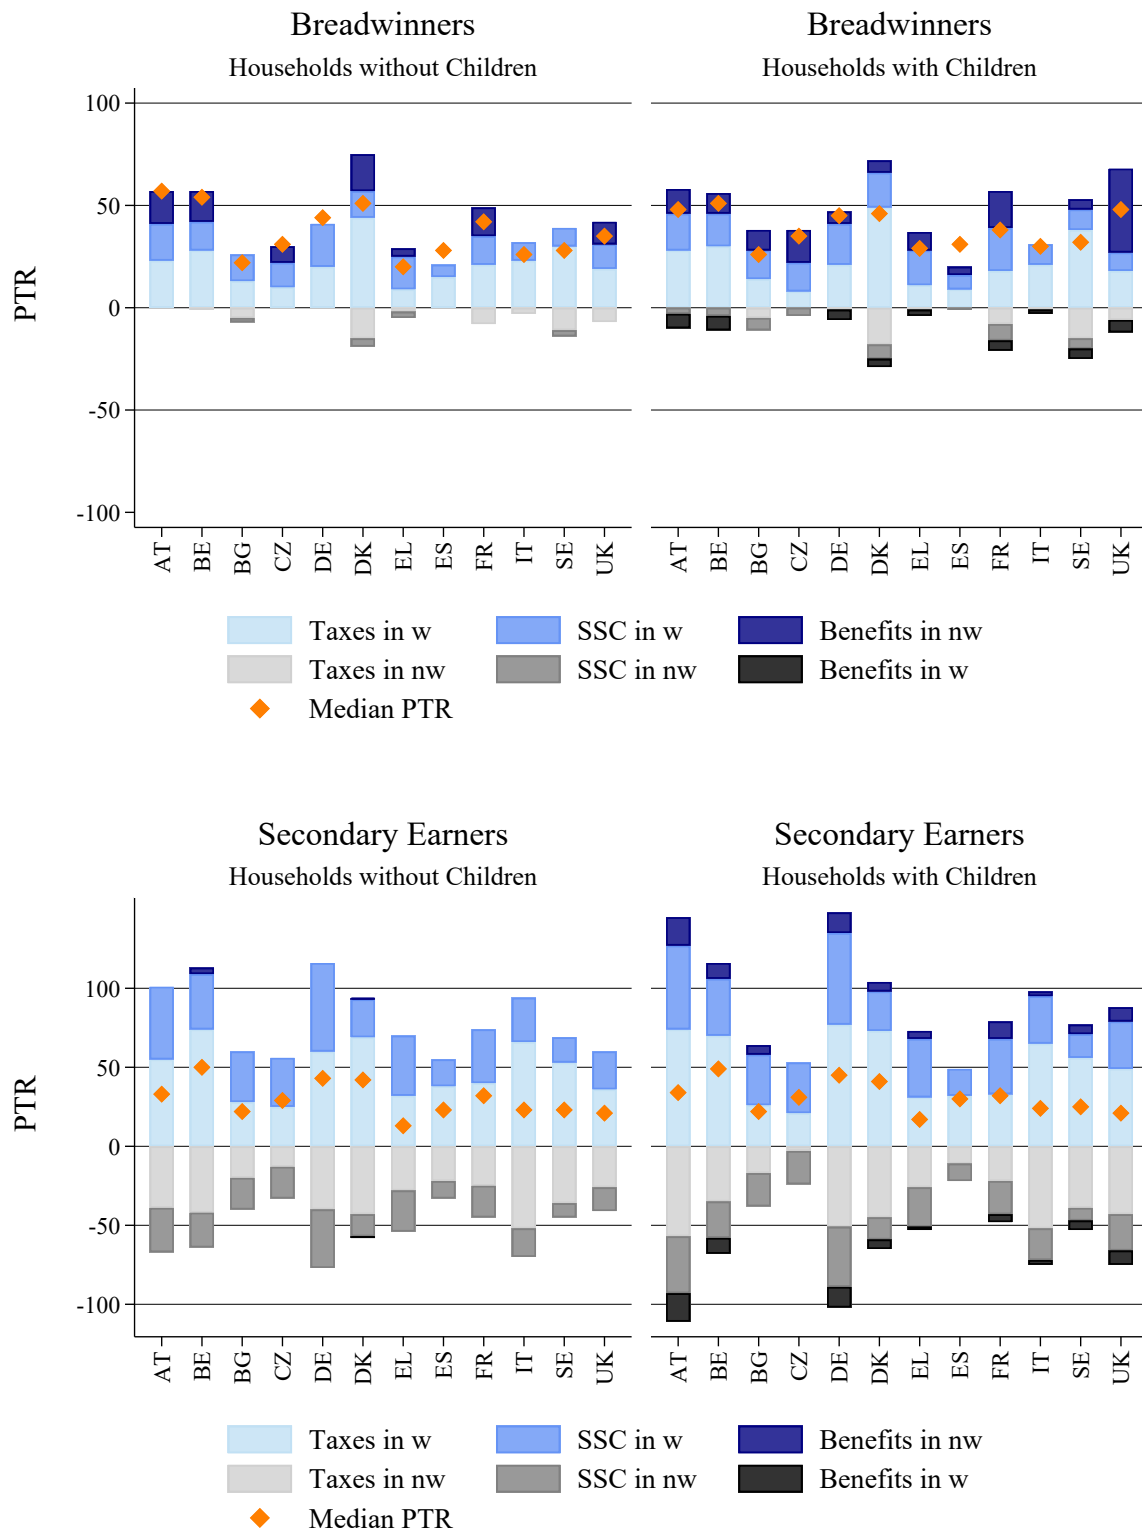 Breadwinners Breadwinners
Households without Children Households with Children
PTR
100
50
0
-50
-100
AT BE BG CZ DE DK EL ES FR IT SE UK AT BE BG CZ DE DK EL ES FR IT SE UK
Taxes in w SSC in w Benefits in nw
Taxes in nw SSC in nw Benefits in w
Median PTR
Secondary Earners Secondary Earners
Households without Children Households with Children
PTR
100
50
0
-50
-100
AT BE BG CZ DE DK EL ES FR IT SE UK AT BE BG CZ DE DK EL ES FR IT SE UK
Taxes in w SSC in w Benefits in nw
Taxes in nw SSC in nw Benefits in w
Median PTR